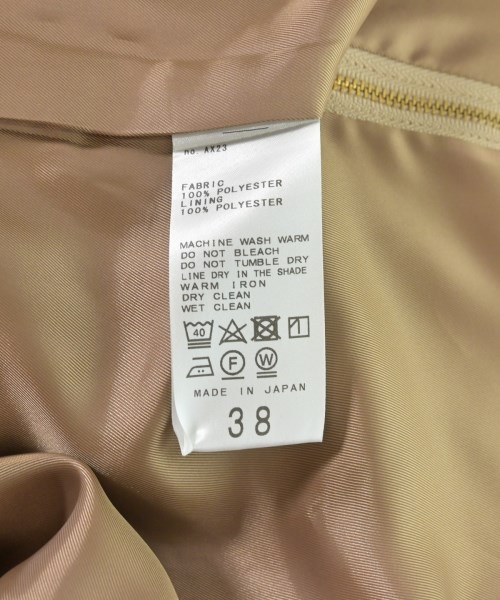 no. AX23
FABRIC
100% POLYESTER
LINING
100% POLYESTER
MACHINE WASH WARM
DO NOT BLEACH
DO NOT TUMBLE DRY
LINE DRY IN THE SHADE
WARM IRON
DRY CLEAN
WET CLEAN
40
F W
MADE IN JAPAN
38